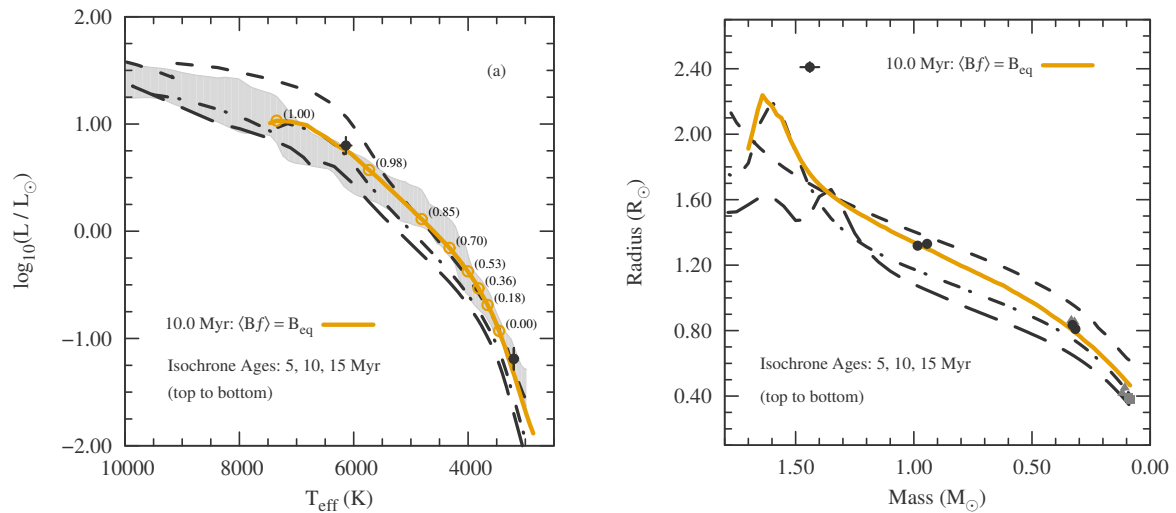 2.00
1.00
0.00
−1.00
−2.00
log₁₀(L / L☉)
10000
8000
6000
4000
T_eff (K)
(a)
(1.00)
(0.98)
(0.85)
(0.70)
(0.53)
(0.36)
(0.18)
(0.00)
10.0 Myr: ⟨Bf⟩ = B_eq
Isochrone Ages: 5, 10, 15 Myr
(top to bottom)
2.40
2.00
1.60
1.20
0.80
0.40
Radius (R☉)
1.50
1.00
0.50
0.00
Mass (M☉)
10.0 Myr: ⟨Bf⟩ = B_eq
Isochrone Ages: 5, 10, 15 Myr
(top to bottom)